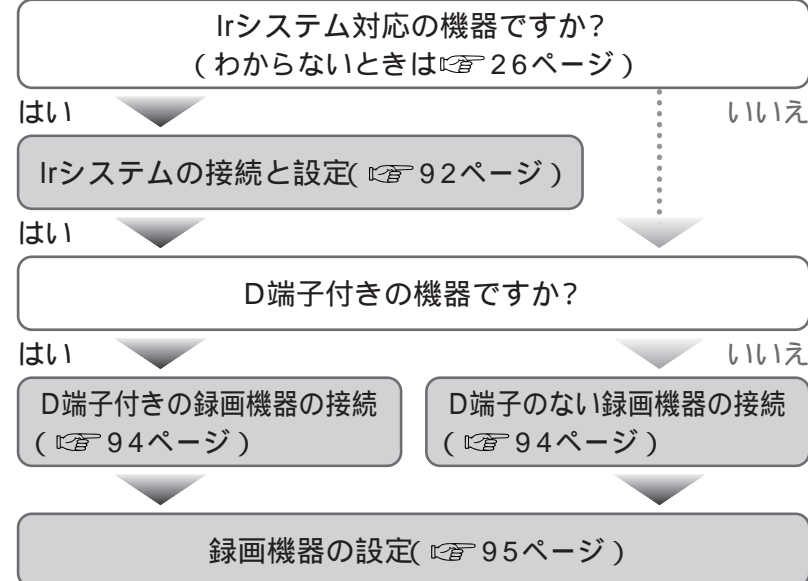 Irシステム対応の機器ですか?
(わからないときは☞26ページ)
はい
いいえ
Irシステムの接続と設定(☞92ページ)
はい
D端子付きの機器ですか?
はい
いいえ
D端子付きの録画機器の接続
(☞94ページ)
D端子のない録画機器の接続
(☞94ページ)
録画機器の設定(☞95ページ)